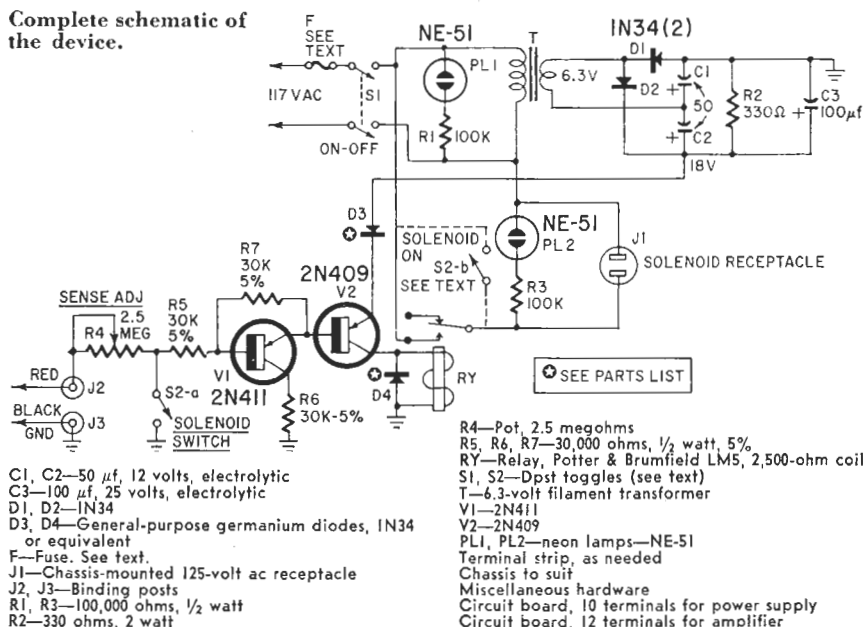 Complete schematic of
the device.
F
SEE
TEXT
NE-51
T
1N34(2)
D1
PL1
6.3V
D2
C1
+
50
R2
330Ω
C3
+
100μf
117 VAC
S1
R1
100K
+
C2
ON-OFF
18V
D3
SOLENOID
ON
NE-51
PL2
J1
SOLENOID RECEPTACLE
S2-b
SEE TEXT
R3
100K
R7
30K
5%
2N409
V2
SENSE ADJ
2.5
MEG
R4
R5
30K
5%
RED
J2
S2-a
V1
2N411
R6
30K-5%
D4
RY
SEE PARTS LIST
BLACK
GND
J3
SOLENOID
SWITCH
C1, C2—50 μf, 12 volts, electrolytic
C3—100 μf, 25 volts, electrolytic
D1, D2—1N34
D3, D4—General-purpose germanium diodes, 1N34
or equivalent
F—Fuse. See text.
J1—Chassis-mounted 125-volt ac receptacle
J2, J3—Binding posts
R1, R3—100,000 ohms, ½ watt
R2—330 ohms, 2 watt
R4—Pot, 2.5 megohms
R5, R6, R7—30,000 ohms, ½ watt, 5%
RY—Relay, Potter & Brumfield LM5, 2,500-ohm coil
S1, S2—Dpst toggles (see text)
T—6.3-volt filament transformer
V1—2N411
V2—2N409
PL1, PL2—neon lamps—NE-51
Terminal strip, as needed
Chassis to suit
Miscellaneous hardware
Circuit board, 10 terminals for power supply
Circuit board, 12 terminals for amplifier